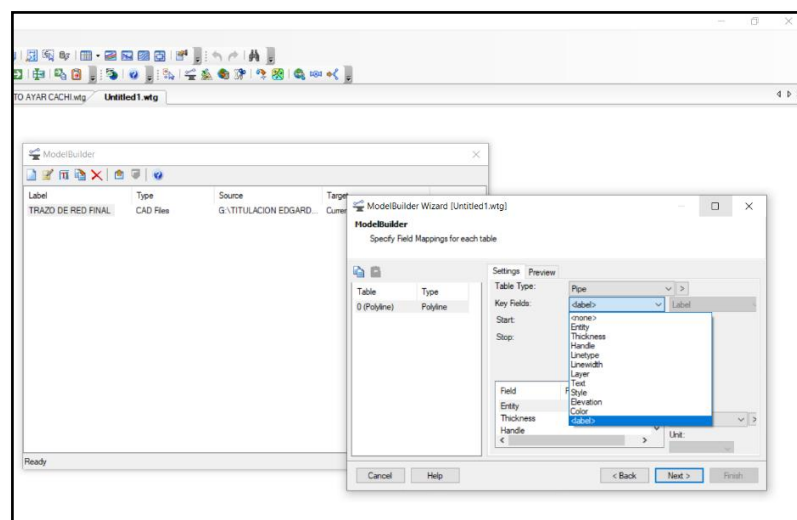 TO AYAR CACHI.wtg Untitled1.wtg
ModelBuilder
Label Type Source Target
TRAZO DE RED FINAL CAD Files G:\TITULACION EDGARD...
Ready
ModelBuilder Wizard [Untitled1.wtg]
ModelBuilder
Specify Field Mappings for each table
Settings Preview
Table Type
0 (Polyline) Polyline
Table Type: Pipe
Key Fields: <label> Label
Start:
Stop:
<none>
Entity
Thickness
Handle
Linetype
Linewidth
Layer
Text
Style
Elevation
Color
<label>
Field
Entity
Thickness
Handle
Unit:
Cancel Help < Back Next > Finish